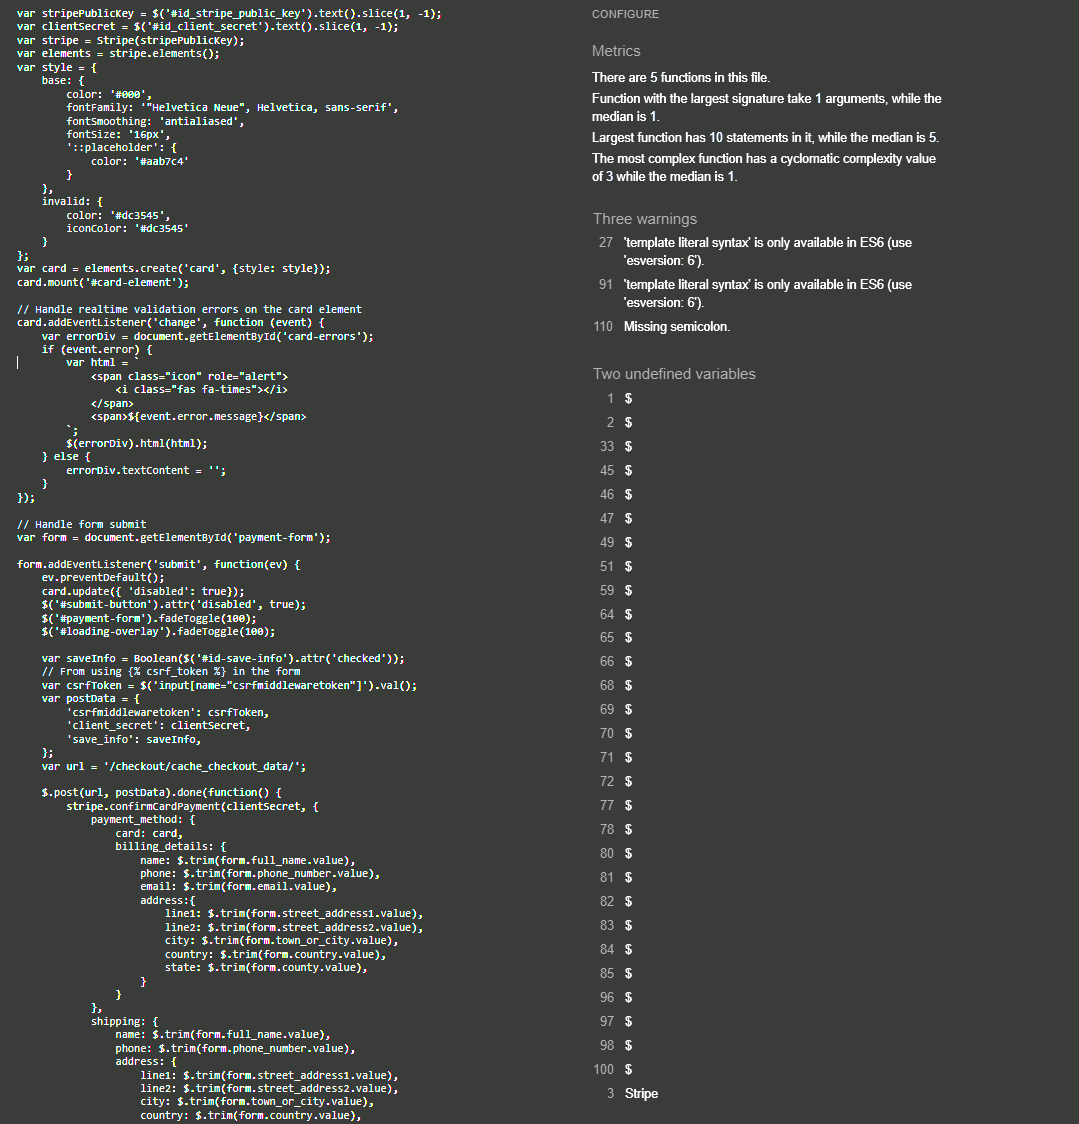 var stripePublicKey = $('#id_stripe_public_key').text().slice(1, -1);
var clientSecret = $('#id_client_secret').text().slice(1, -1);
var stripe = Stripe(stripePublicKey);
var elements = stripe.elements();
var style = {
base: {
color: '#000',
fontFamily: '"Helvetica Neue", Helvetica, sans-serif',
fontSmoothing: 'antialiased',
fontSize: '16px',
'::placeholder': {
color: '#aab7c4'
}
},
invalid: {
color: '#dc3545',
iconColor: '#dc3545'
}
};
var card = elements.create('card', {style: style});
card.mount('#card-element');
// Handle realtime validation errors on the card element
card.addEventListener('change', function (event) {
var errorDiv = document.getElementById('card-errors');
if (event.error) {
var html = `
<span class="icon" role="alert">
<i class="fas fa-times"></i>
</span>
<span>${event.error.message}</span>
`;
$(errorDiv).html(html);
} else {
errorDiv.textContent = '';
}
});
// Handle form submit
var form = document.getElementById('payment-form');
form.addEventListener('submit', function(ev) {
ev.preventDefault();
card.update({ 'disabled': true});
$('#submit-button').attr('disabled', true);
$('#payment-form').fadeToggle(100);
$('#loading-overlay').fadeToggle(100);
var saveInfo = Boolean($('#id-save-info').attr('checked'));
// From using {% csrf_token %} in the form
var csrfToken = $('input[name="csrfmiddlewaretoken"]').val();
var postData = {
'csrfmiddlewaretoken': csrfToken,
'client_secret': clientSecret,
'save_info': saveInfo,
};
var url = '/checkout/cache_checkout_data/';
$.post(url, postData).done(function() {
stripe.confirmCardPayment(clientSecret, {
payment_method: {
card: card,
billing_details: {
name: $.trim(form.full_name.value),
phone: $.trim(form.phone_number.value),
email: $.trim(form.email.value),
address:{
line1: $.trim(form.street_address1.value),
line2: $.trim(form.street_address2.value),
city: $.trim(form.town_or_city.value),
country: $.trim(form.country.value),
state: $.trim(form.county.value),
}
}
},
shipping: {
name: $.trim(form.full_name.value),
phone: $.trim(form.phone_number.value),
address: {
line1: $.trim(form.street_address1.value),
line2: $.trim(form.street_address2.value),
city: $.trim(form.town_or_city.value),
country: $.trim(form.country.value),
CONFIGURE
Metrics
There are 5 functions in this file.
Function with the largest signature take 1 arguments, while the
median is 1.
Largest function has 10 statements in it, while the median is 5.
The most complex function has a cyclomatic complexity value
of 3 while the median is 1.
Three warnings
27 'template literal syntax' is only available in ES6 (use
'esversion: 6').
91 'template literal syntax' is only available in ES6 (use
'esversion: 6').
110 Missing semicolon.
Two undefined variables
1 $
2 $
33 $
45 $
46 $
47 $
49 $
51 $
59 $
64 $
65 $
66 $
68 $
69 $
70 $
71 $
72 $
77 $
78 $
80 $
81 $
82 $
83 $
84 $
85 $
96 $
97 $
98 $
100 $
3 Stripe